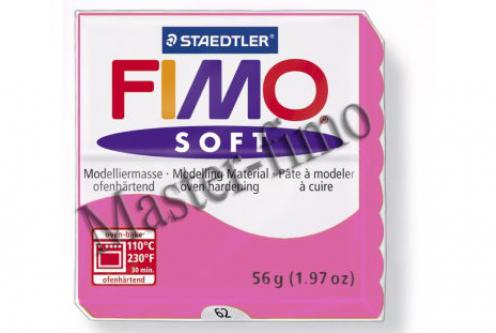 STAEDTLER
FIMO®
SOFT
Modelliermasse · Modelling Material · Pâte à modeler
ofenhärtend oven hardening à cuire
Master-fimo
oven-bake
110°C
230°F
30 min.
ofenhärtend
56 g (1.97 oz)
62